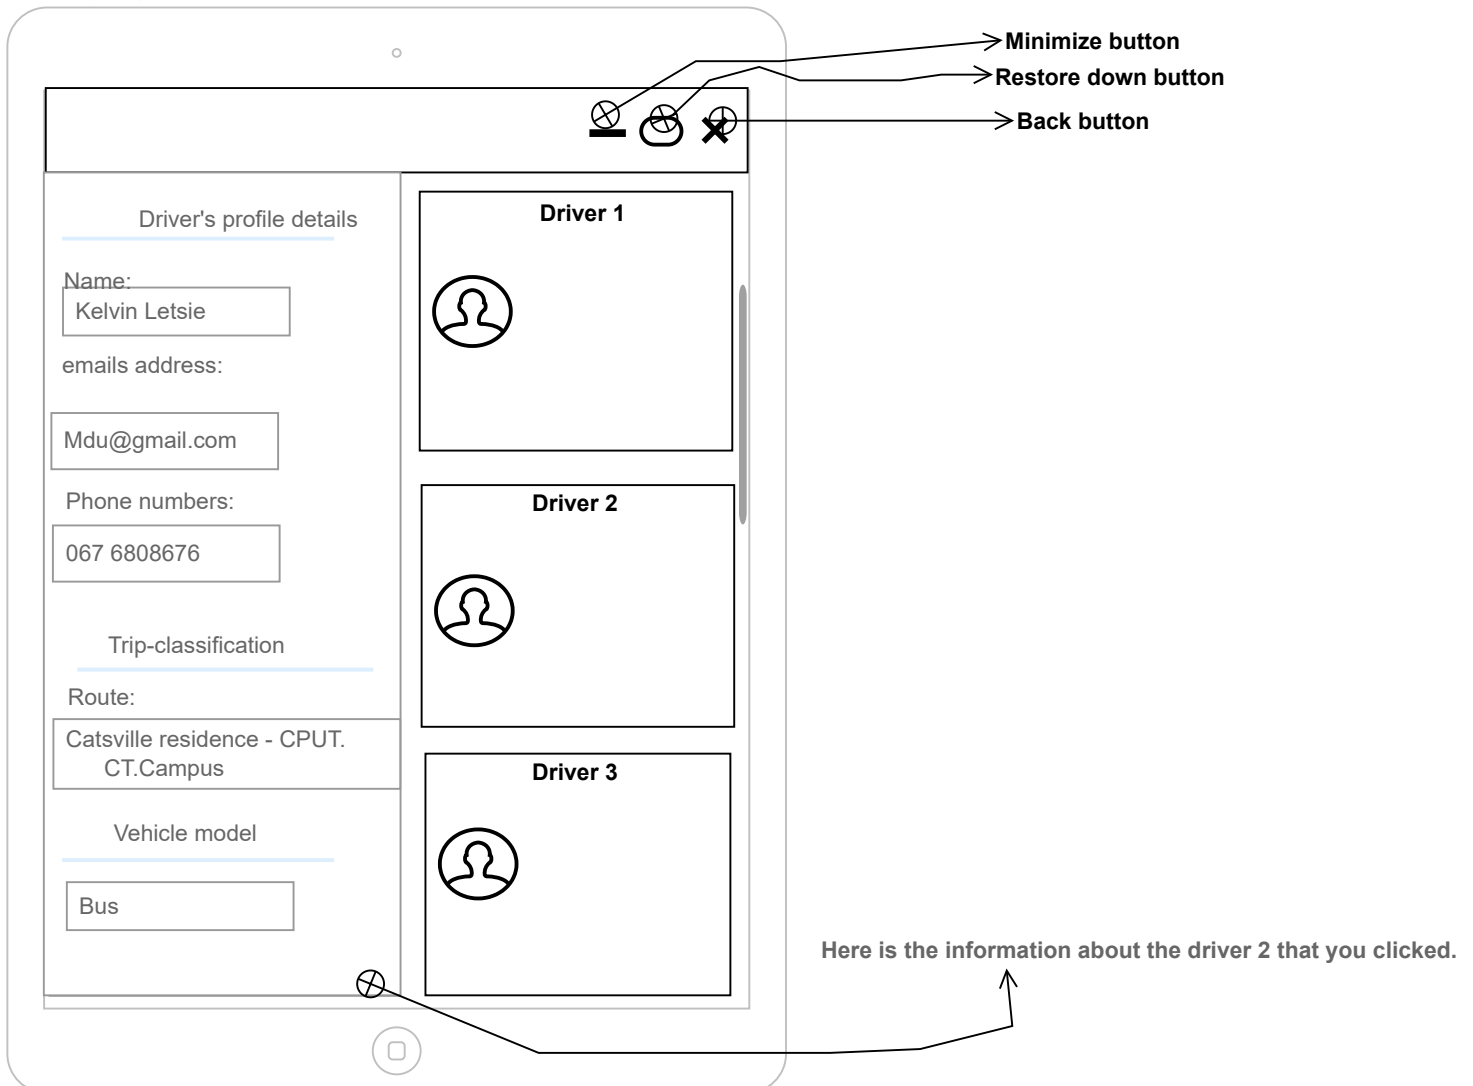 Minimize button
Restore down button
Back button
Driver's profile details
Name:
Kelvin Letsie
emails address:
Mdu@gmail.com
Phone numbers:
067 6808676
Trip-classification
Route:
Catsville residence - CPUT.
CT.Campus
Vehicle model
Bus
Driver 1
Driver 2
Driver 3
Here is the information about the driver 2 that you clicked.